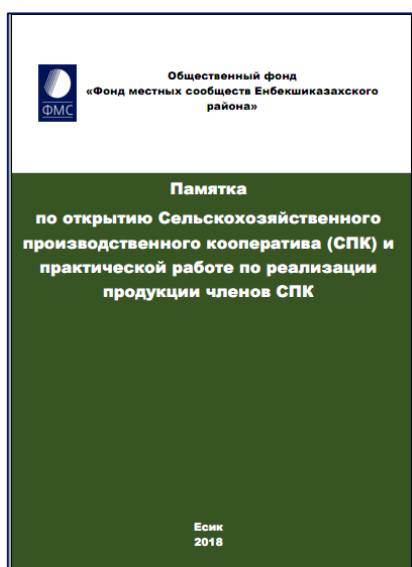 Общественный фонд
«Фонд местных сообществ Енбекшиказахского
района»
ФМС
Памятка
по открытию Сельскохозяйственного
производственного кооператива (СПК) и
практической работе по реализации
продукции членов СПК
Есик
2018